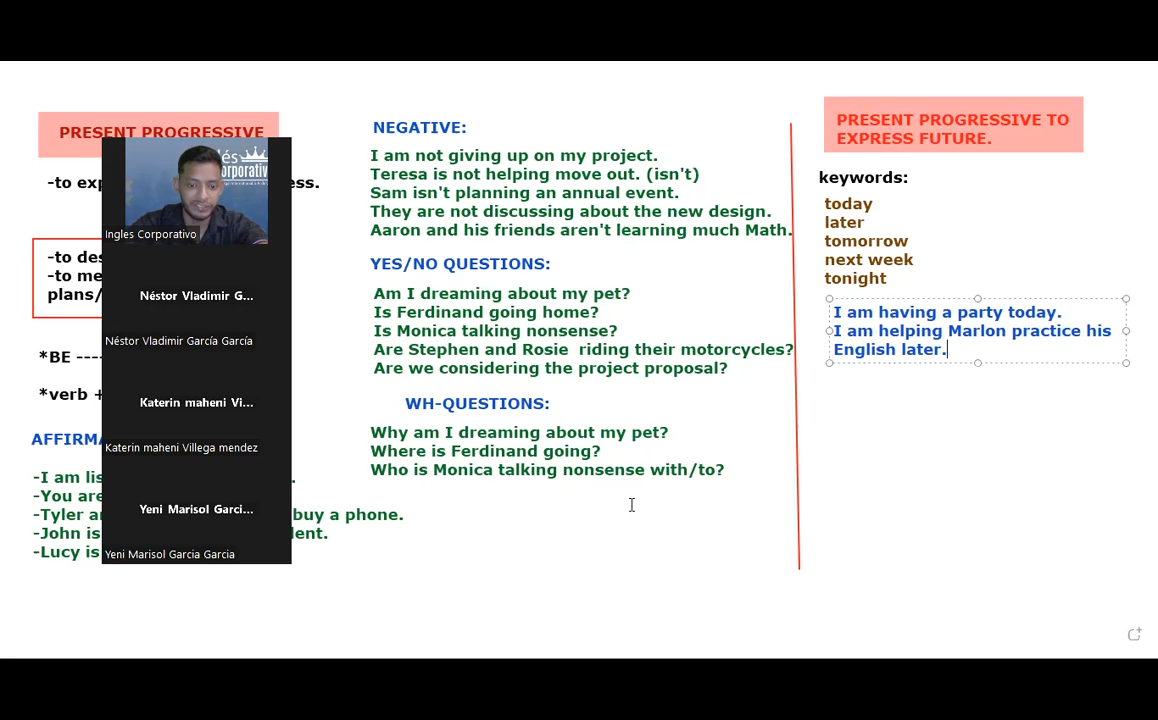 PRESENT PROGRESSIVE
-to exp ess.
-to des
-to me
plans/
*BE ----
*verb +
AFFIRMA
-I am lis .
-You are
-Tyler a buy a phone.
-John is dent.
-Lucy is
lés
corporativo
Ingles Corporativo
Néstor Vladimir G...
Néstor Vladimir García García
Katerin maheni Vi...
Katerin maheni Villega mendez
Yeni Marisol Garci...
Yeni Marisol Garcia Garcia
NEGATIVE:
I am not giving up on my project.
Teresa is not helping move out. (isn't)
Sam isn't planning an annual event.
They are not discussing about the new design.
Aaron and his friends aren't learning much Math.
YES/NO QUESTIONS:
Am I dreaming about my pet?
Is Ferdinand going home?
Is Monica talking nonsense?
Are Stephen and Rosie riding their motorcycles?
Are we considering the project proposal?
WH-QUESTIONS:
Why am I dreaming about my pet?
Where is Ferdinand going?
Who is Monica talking nonsense with/to?
PRESENT PROGRESSIVE TO
EXPRESS FUTURE.
keywords:
today
later
tomorrow
next week
tonight
I am having a party today.
I am helping Marlon practice his
English later.